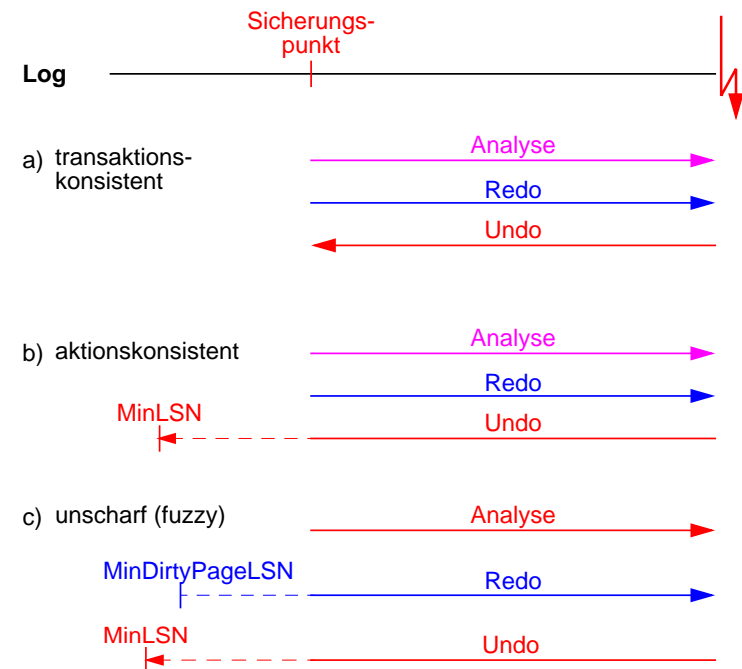 Sicherungs-
punkt
Log
a) transaktions-
konsistent
Analyse
Redo
Undo
b) aktionskonsistent
Analyse
Redo
MinLSN
Undo
c) unscharf (fuzzy)
Analyse
MinDirtyPageLSN
Redo
MinLSN
Undo